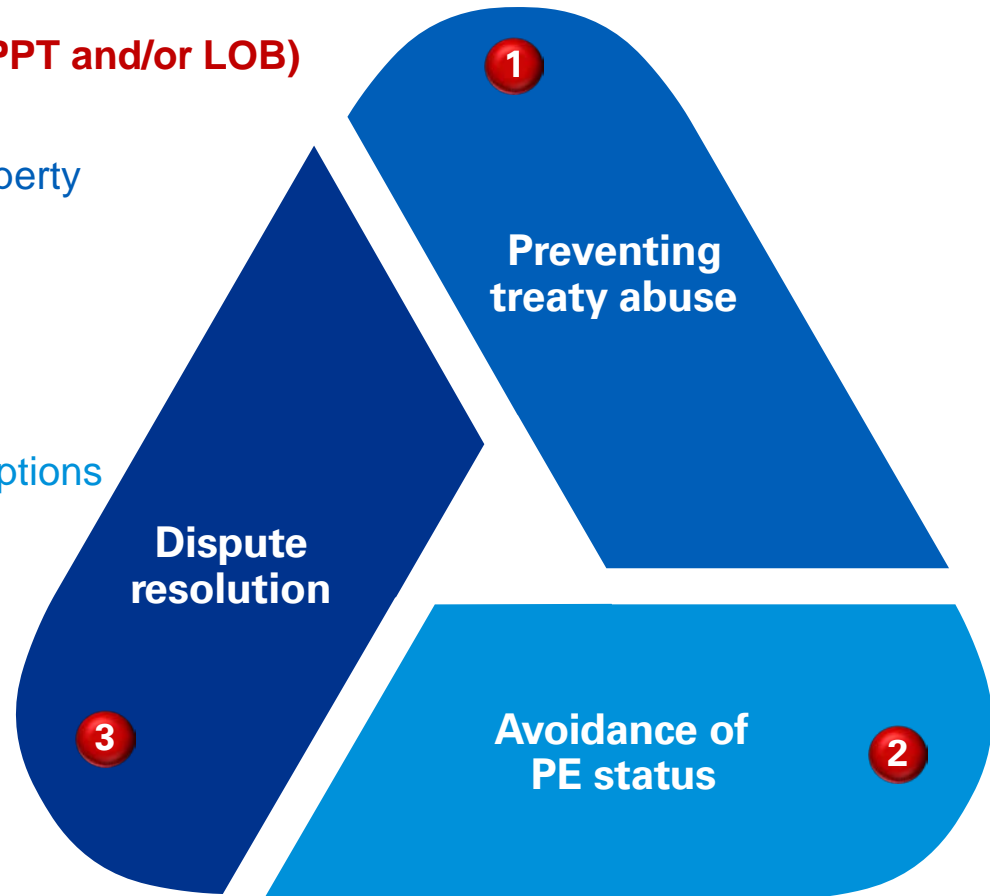 PPT and/or LOB)
1
perty
Preventing
treaty abuse
ptions
Dispute
resolution
3
Avoidance of
PE status
2